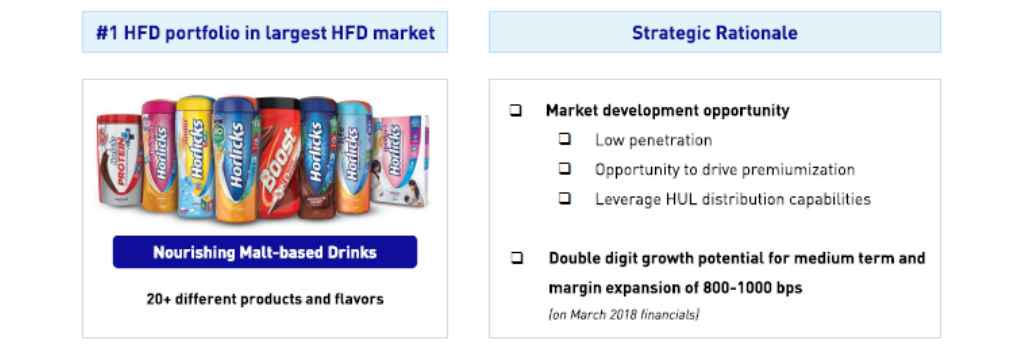 #1 HFD portfolio in largest HFD market
PROTEIN
Horlicks
Horlicks
Horlicks
Boost
Horlicks
Horlicks
Horlicks
Nourishing Malt-based Drinks
20+ different products and flavors
Strategic Rationale
Market development opportunity
Low penetration
Opportunity to drive premiumization
Leverage HUL distribution capabilities
Double digit growth potential for medium term and
margin expansion of 800-1000 bps
(on March 2018 financials)